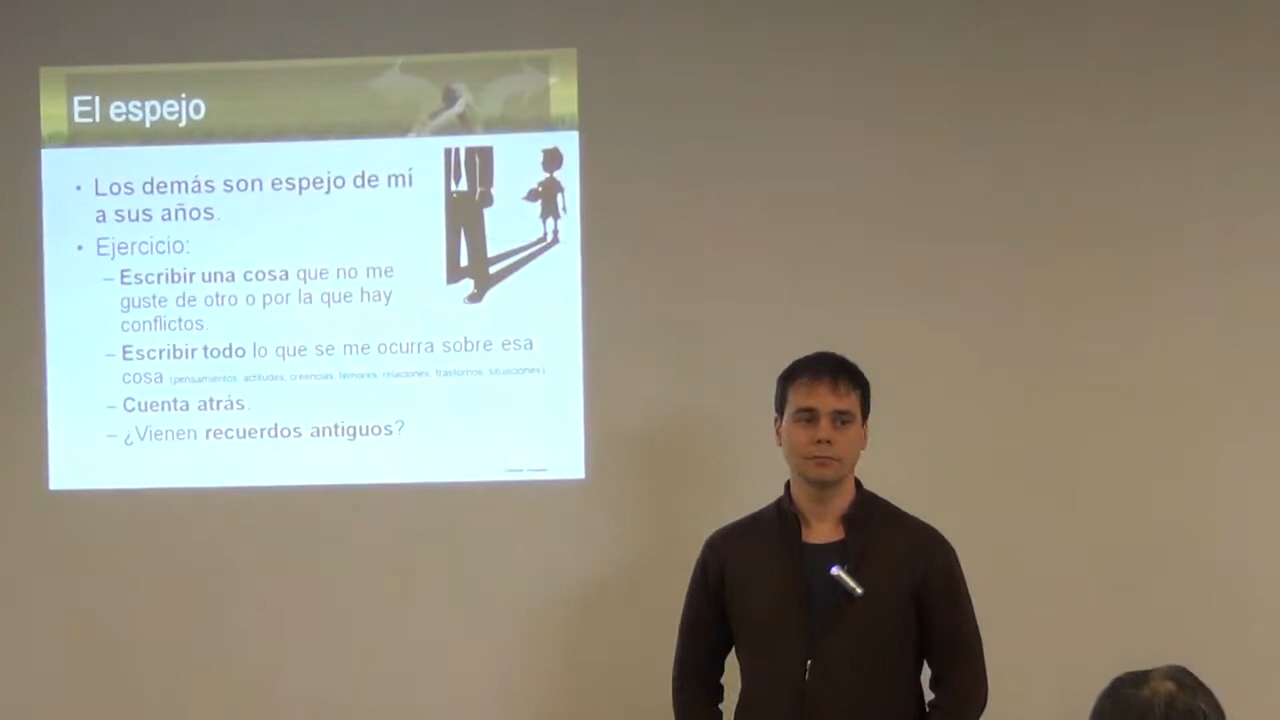 El espejo
• Los demás son espejo de mí
a sus años.
• Ejercicio:
– Escribir una cosa que no me
guste de otro o por la que hay
conflictos.
– Escribir todo lo que se me ocurra sobre esa
cosa (pensamientos, actitudes, creencias, temores, relaciones, trastornos, situaciones)
– Cuenta atrás.
– ¿Vienen recuerdos antiguos?